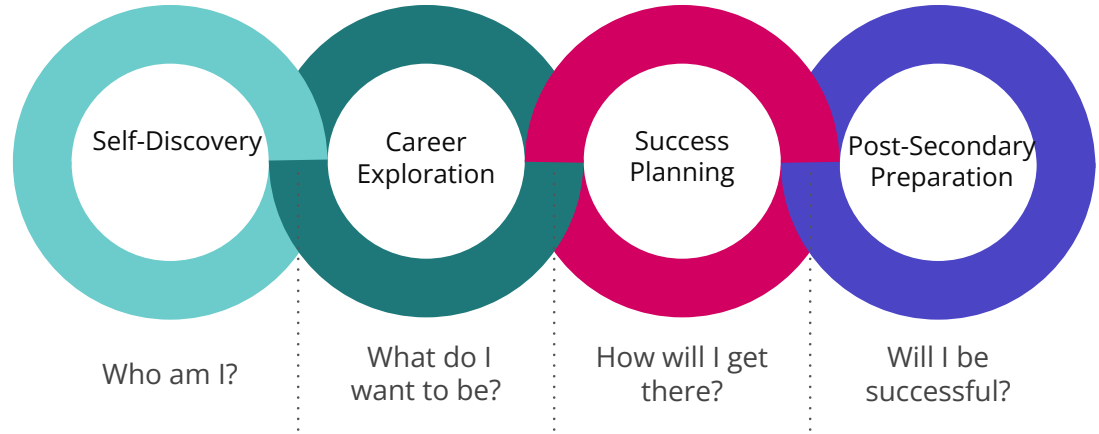 Self-Discovery
Career
Exploration
Success
Planning
Post-Secondary
Preparation
Who am I?
What do I
want to be?
How will I get
there?
Will I be
successful?